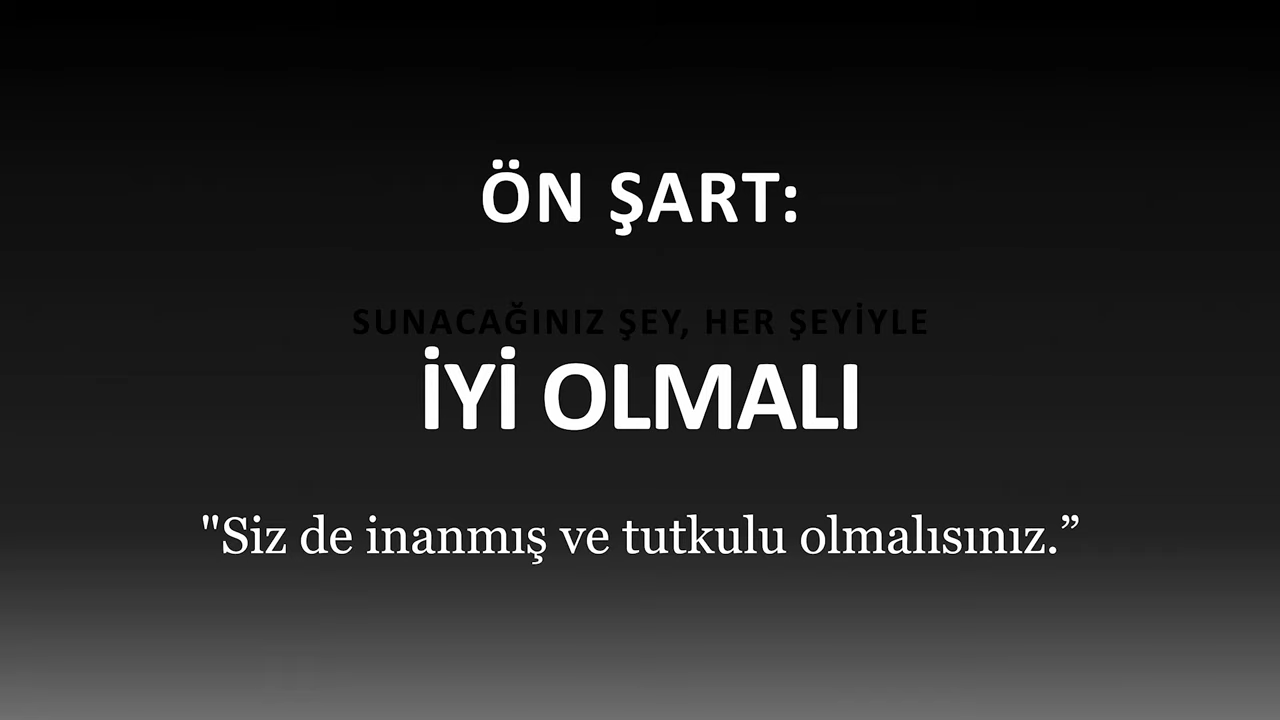 ÖN ŞART:
SUNACAĞINIZ ŞEY, HER ŞEYİYLE
İYİ OLMALI
"Siz de inanmış ve tutkulu olmalısınız.”